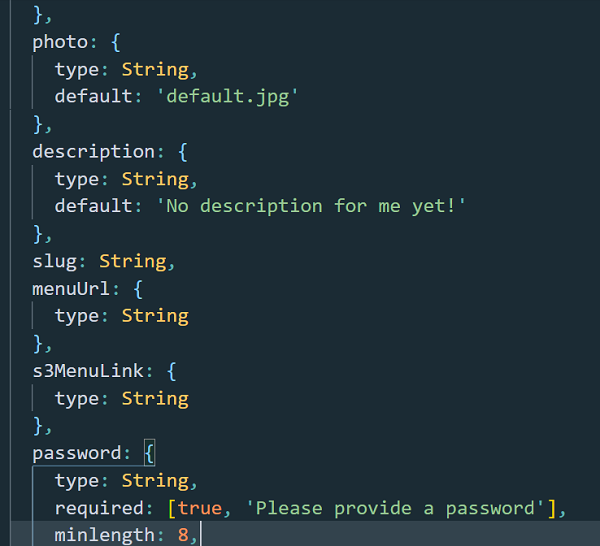 },
photo: {
type: String,
default: 'default.jpg'
},
description: {
type: String,
default: 'No description for me yet!'
},
slug: String,
menuUrl: {
type: String
},
s3MenuLink: {
type: String
},
password: {
type: String,
required: [true, 'Please provide a password'],
minlength: 8,